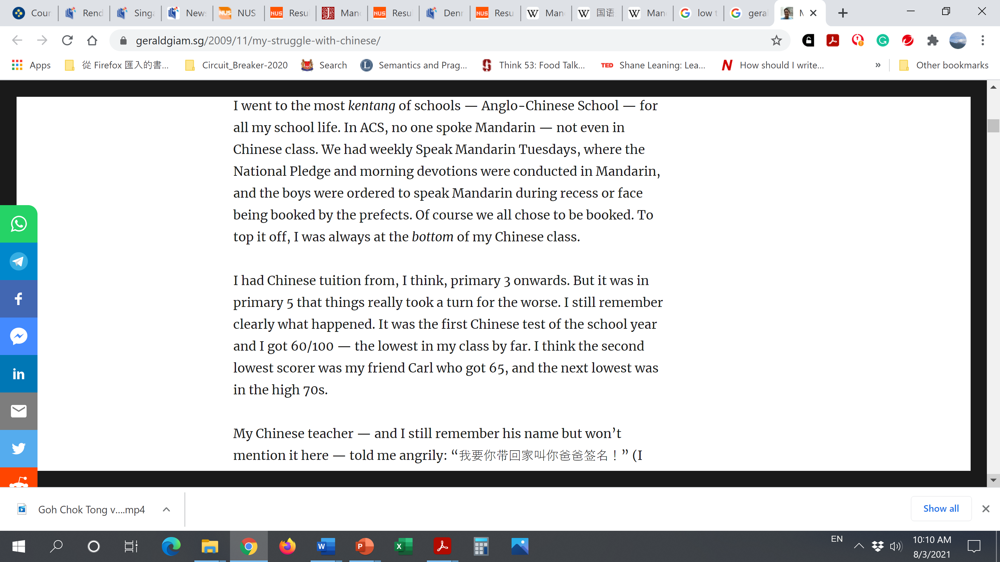 Cour Rend Singa News NUS Resu Mand Resu Denn Resu Man 国语 Man low t geral
geraldgiam.sg/2009/11/my-struggle-with-chinese/
Apps 從 Firefox 匯入的書... Circuit_Breaker-2020 Search Semantics and Prag... Think 53: Food Talk... TED Shane Leaning: Lea... How should I write... » Other bookmarks
I went to the most kentang of schools — Anglo-Chinese School — for
all my school life. In ACS, no one spoke Mandarin — not even in
Chinese class. We had weekly Speak Mandarin Tuesdays, where the
National Pledge and morning devotions were conducted in Mandarin,
and the boys were ordered to speak Mandarin during recess or face
being booked by the prefects. Of course we all chose to be booked. To
top it off, I was always at the bottom of my Chinese class.
I had Chinese tuition from, I think, primary 3 onwards. But it was in
primary 5 that things really took a turn for the worse. I still remember
clearly what happened. It was the first Chinese test of the school year
and I got 60/100 — the lowest in my class by far. I think the second
lowest scorer was my friend Carl who got 65, and the next lowest was
in the high 70s.
My Chinese teacher — and I still remember his name but won’t
mention it here — told me angrily: “我要你带回家叫你爸爸签名！” (I
Goh Chok Tong v....mp4 Show all
EN 10:10 AM
8/3/2021